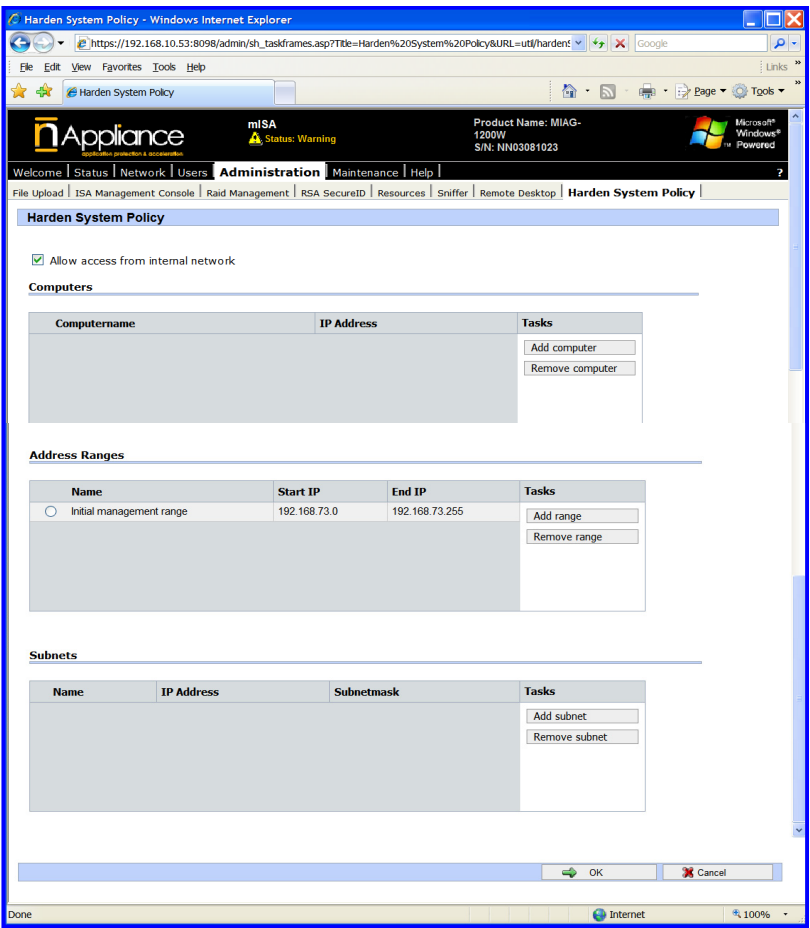 Harden System Policy - Windows Internet Explorer
https://192.168.10.53:8098/admin/sh_taskframes.asp?Title=Harden%20System%20Policy&URL=util/hardenS
Google
File Edit View Favorites Tools Help
Links
Harden System Policy
Page Tools
nAppliance
application protection & acceleration
mISA
Status: Warning
Product Name: MIAG-1200W
S/N: NN03081023
Microsoft®
Windows®
Powered
TM
Welcome | Status | Network | Users | Administration | Maintenance | Help | ?
File Upload | ISA Management Console | Raid Management | RSA SecureID | Resources | Sniffer | Remote Desktop | Harden System Policy |
Harden System Policy
Allow access from internal network
Computers
Computername IP Address Tasks
Add computer
Remove computer
Address Ranges
Name Start IP End IP Tasks
Initial management range 192.168.73.0 192.168.73.255
Add range
Remove range
Subnets
Name IP Address Subnetmask Tasks
Add subnet
Remove subnet
OK Cancel
Done Internet 100%